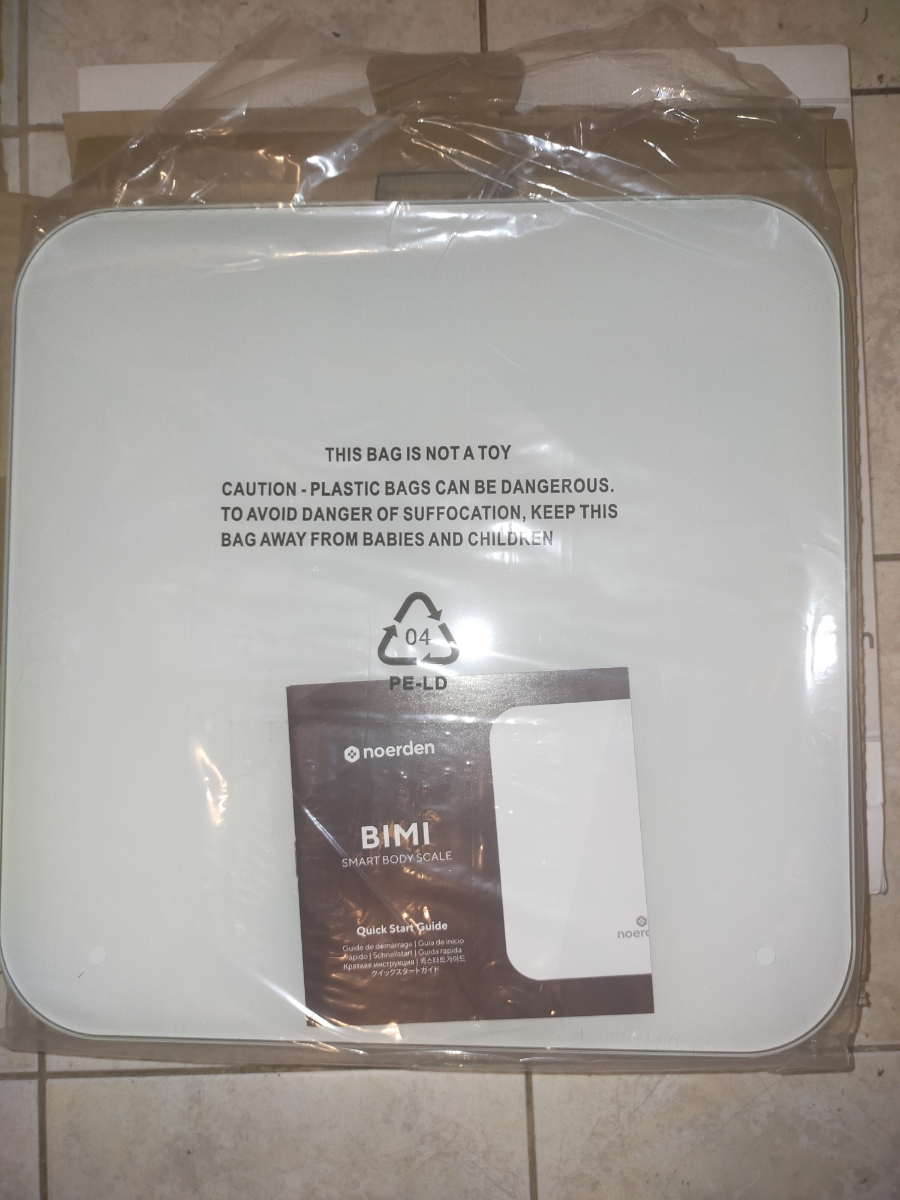 THIS BAG IS NOT A TOY
CAUTION - PLASTIC BAGS CAN BE DANGEROUS.
TO AVOID DANGER OF SUFFOCATION, KEEP THIS
BAG AWAY FROM BABIES AND CHILDREN
04
PE-LD
noerden
BIMI
SMART BODY SCALE
Quick Start Guide
Guide de démarrage | Guia de inicio
rapido | Schnellstart | Guida rapida
Краткая инструкция | 퀵스타트가이드
クイックスタートガイド
noerd